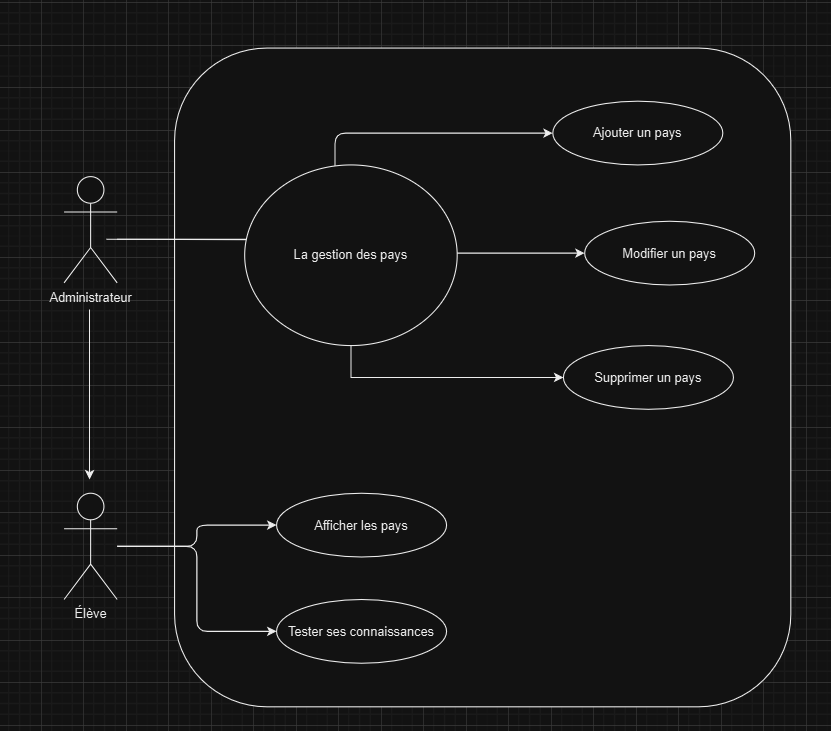 Ajouter un pays
La gestion des pays
Modifier un pays
Administrateur
Supprimer un pays
Afficher les pays
Élève
Tester ses connaissances